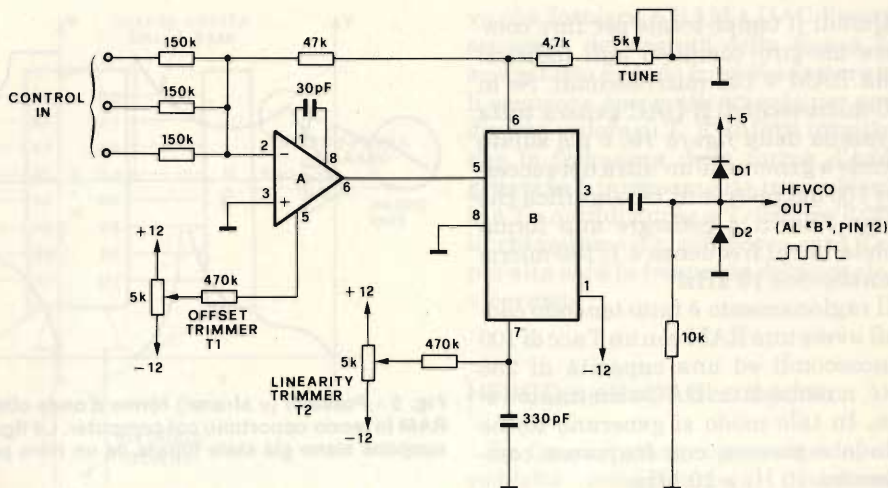 150k
47k
4,7k
5k
TUNE
30pF
CONTROL
IN
150k
150k
1
8
2
-
A
6
3
+
5
6
5
B
3
8
1
7
+5
D1
D2
HFVCO
OUT
(AL "B", PIN 12)
+12
5k
-12
470k
OFFSET
TRIMMER
T1
+12
5k
-12
470k
LINEARITY
TRIMMER
T2
-12
10k
330pF